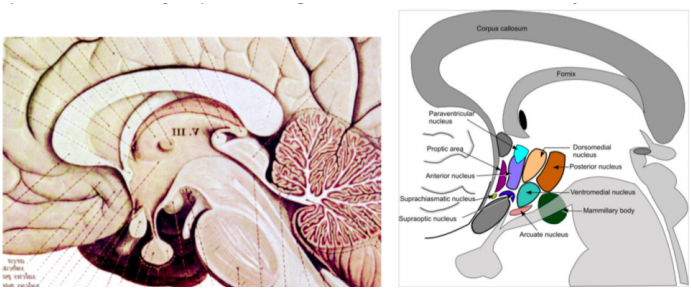 V. III
Corpus callosum
Fornix
Paraventricular
nucleus
Proptic area
Anterior nucleus
Suprachiasmatic nucleus
Supraoptic nucleus
Dorsomedial
nucleus
Posterior nucleus
Ventromedial nucleus
Mammillary body
Arcuate nucleus